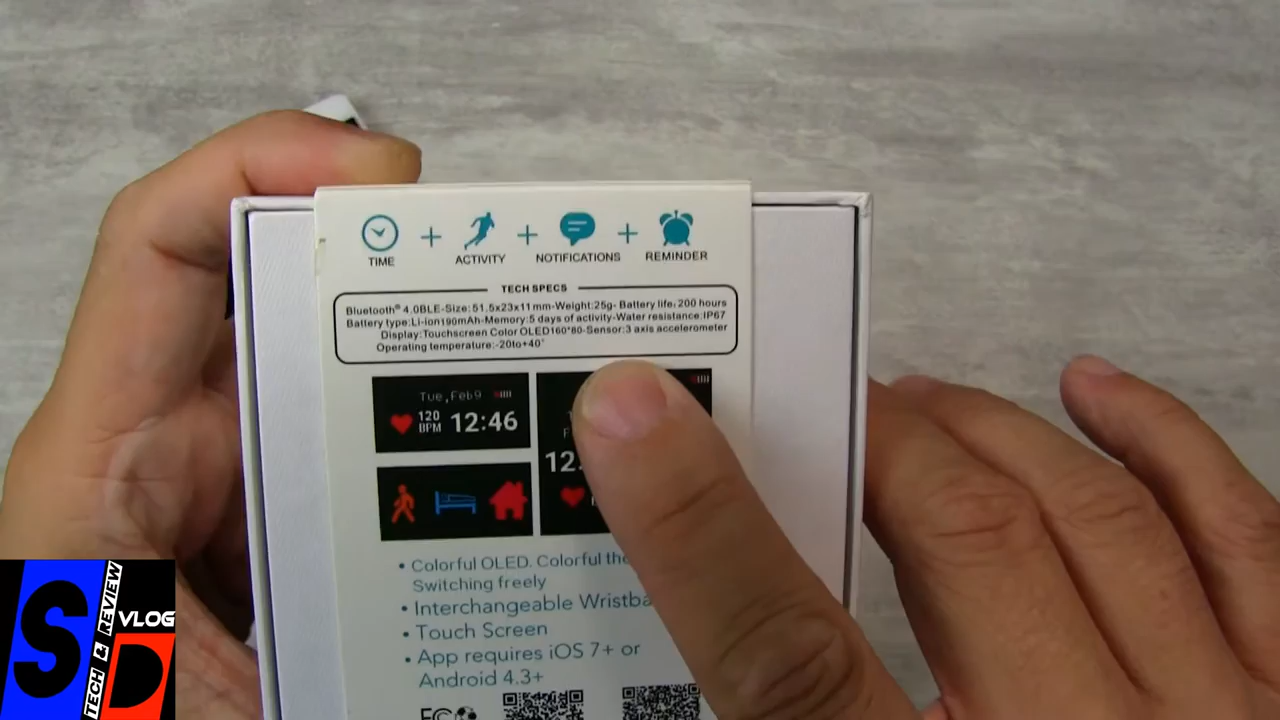 TIME + ACTIVITY + NOTIFICATIONS + REMINDER
TECH SPECS
Bluetooth® 4.0BLE-Size:51.5x23x11mm-Weight:25g- Battery life:200 hours
Battery type:Li-ion190mAh-Memory:5 days of activity-Water resistance:IP67
Display:Touchscreen Color OLED160*80-Sensor:3 axis accelerometer
Operating temperature:-20to+40°
Tue,Feb9
120
BPM
12:46
12:
• Colorful OLED. Colorful
Switching freely
• Interchangeable
• Touch Screen
• App requires iOS 7+ or
Android 4.3+
FC
SD
TECH & REVIEW
VLOG